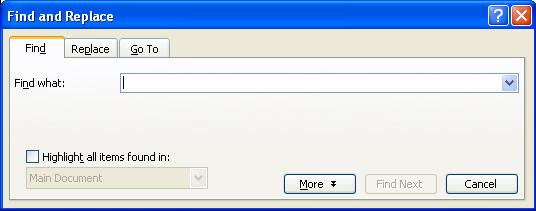 Find and Replace
Find Replace Go To
Find what:
Highlight all items found in:
Main Document
More Find Next Cancel